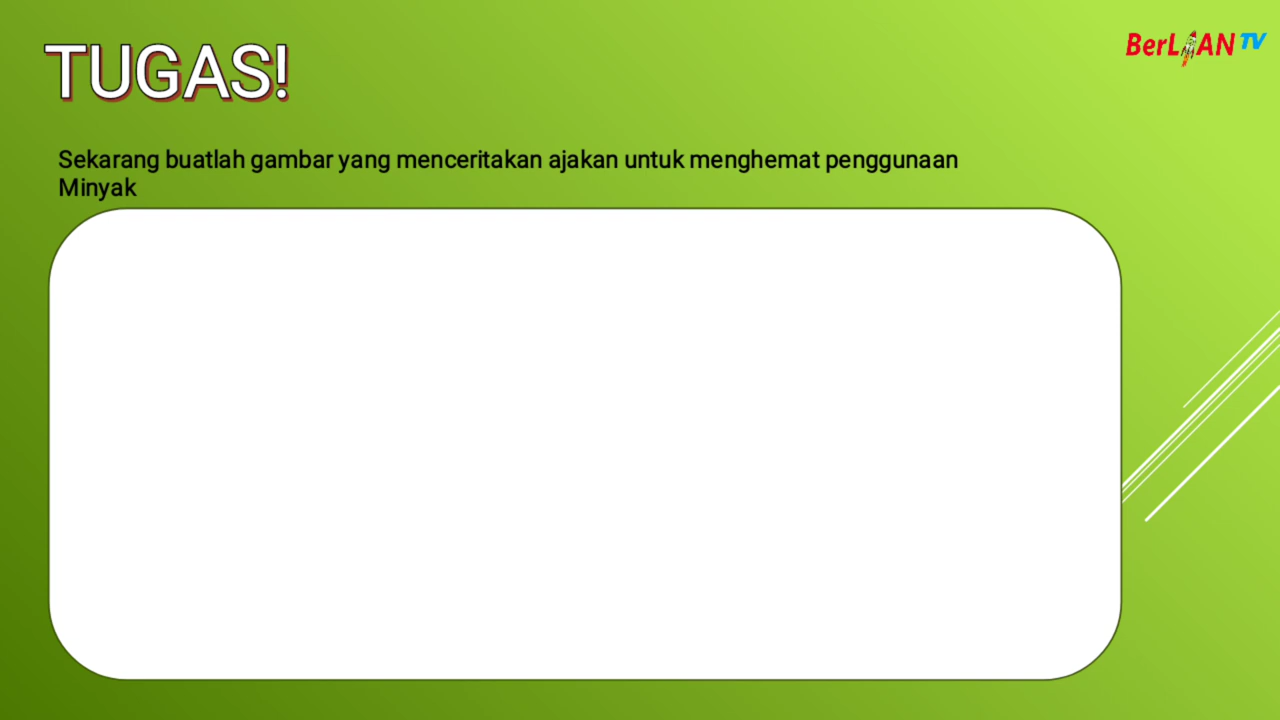 TUGAS!
BerLIAN TV
Sekarang buatlah gambar yang menceritakan ajakan untuk menghemat penggunaan
Minyak